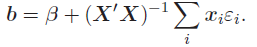 b = β + (X′X)⁻¹ ∑ᵢ xᵢεᵢ.